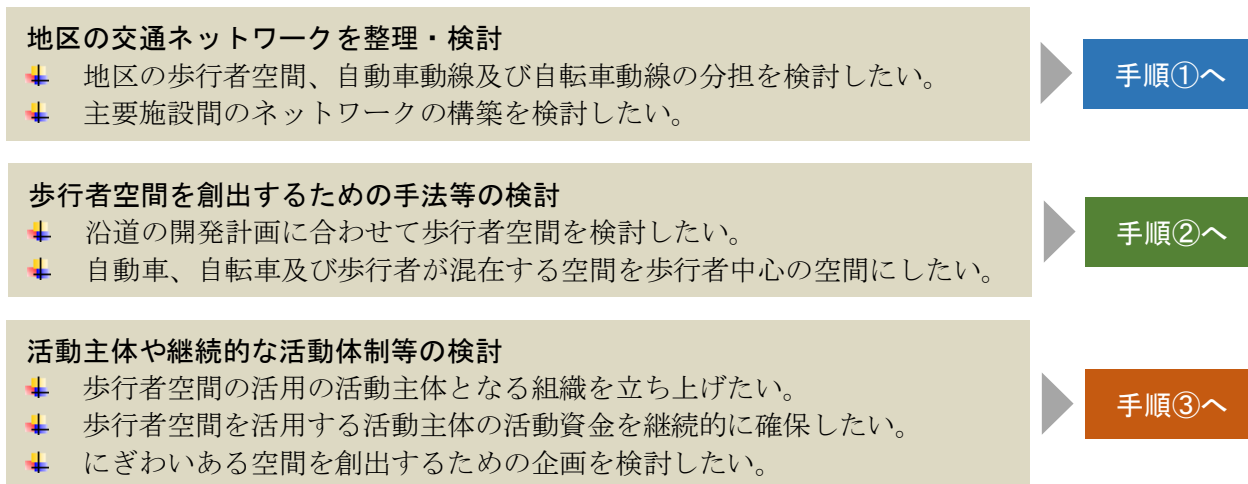 地区の交通ネットワークを整理・検討
地区の歩行者空間、自動車動線及び自転車動線の分担を検討したい。
主要施設間のネットワークの構築を検討したい。
手順①へ
歩行者空間を創出するための手法等の検討
沿道の開発計画に合わせて歩行者空間を検討したい。
自動車、自転車及び歩行者が混在する空間を歩行者中心の空間にしたい。
手順②へ
活動主体や継続的な活動体制等の検討
歩行者空間の活用の活動主体となる組織を立ち上げたい。
歩行者空間を活用する活動主体の活動資金を継続的に確保したい。
にぎわいある空間を創出するための企画を検討したい。
手順③へ